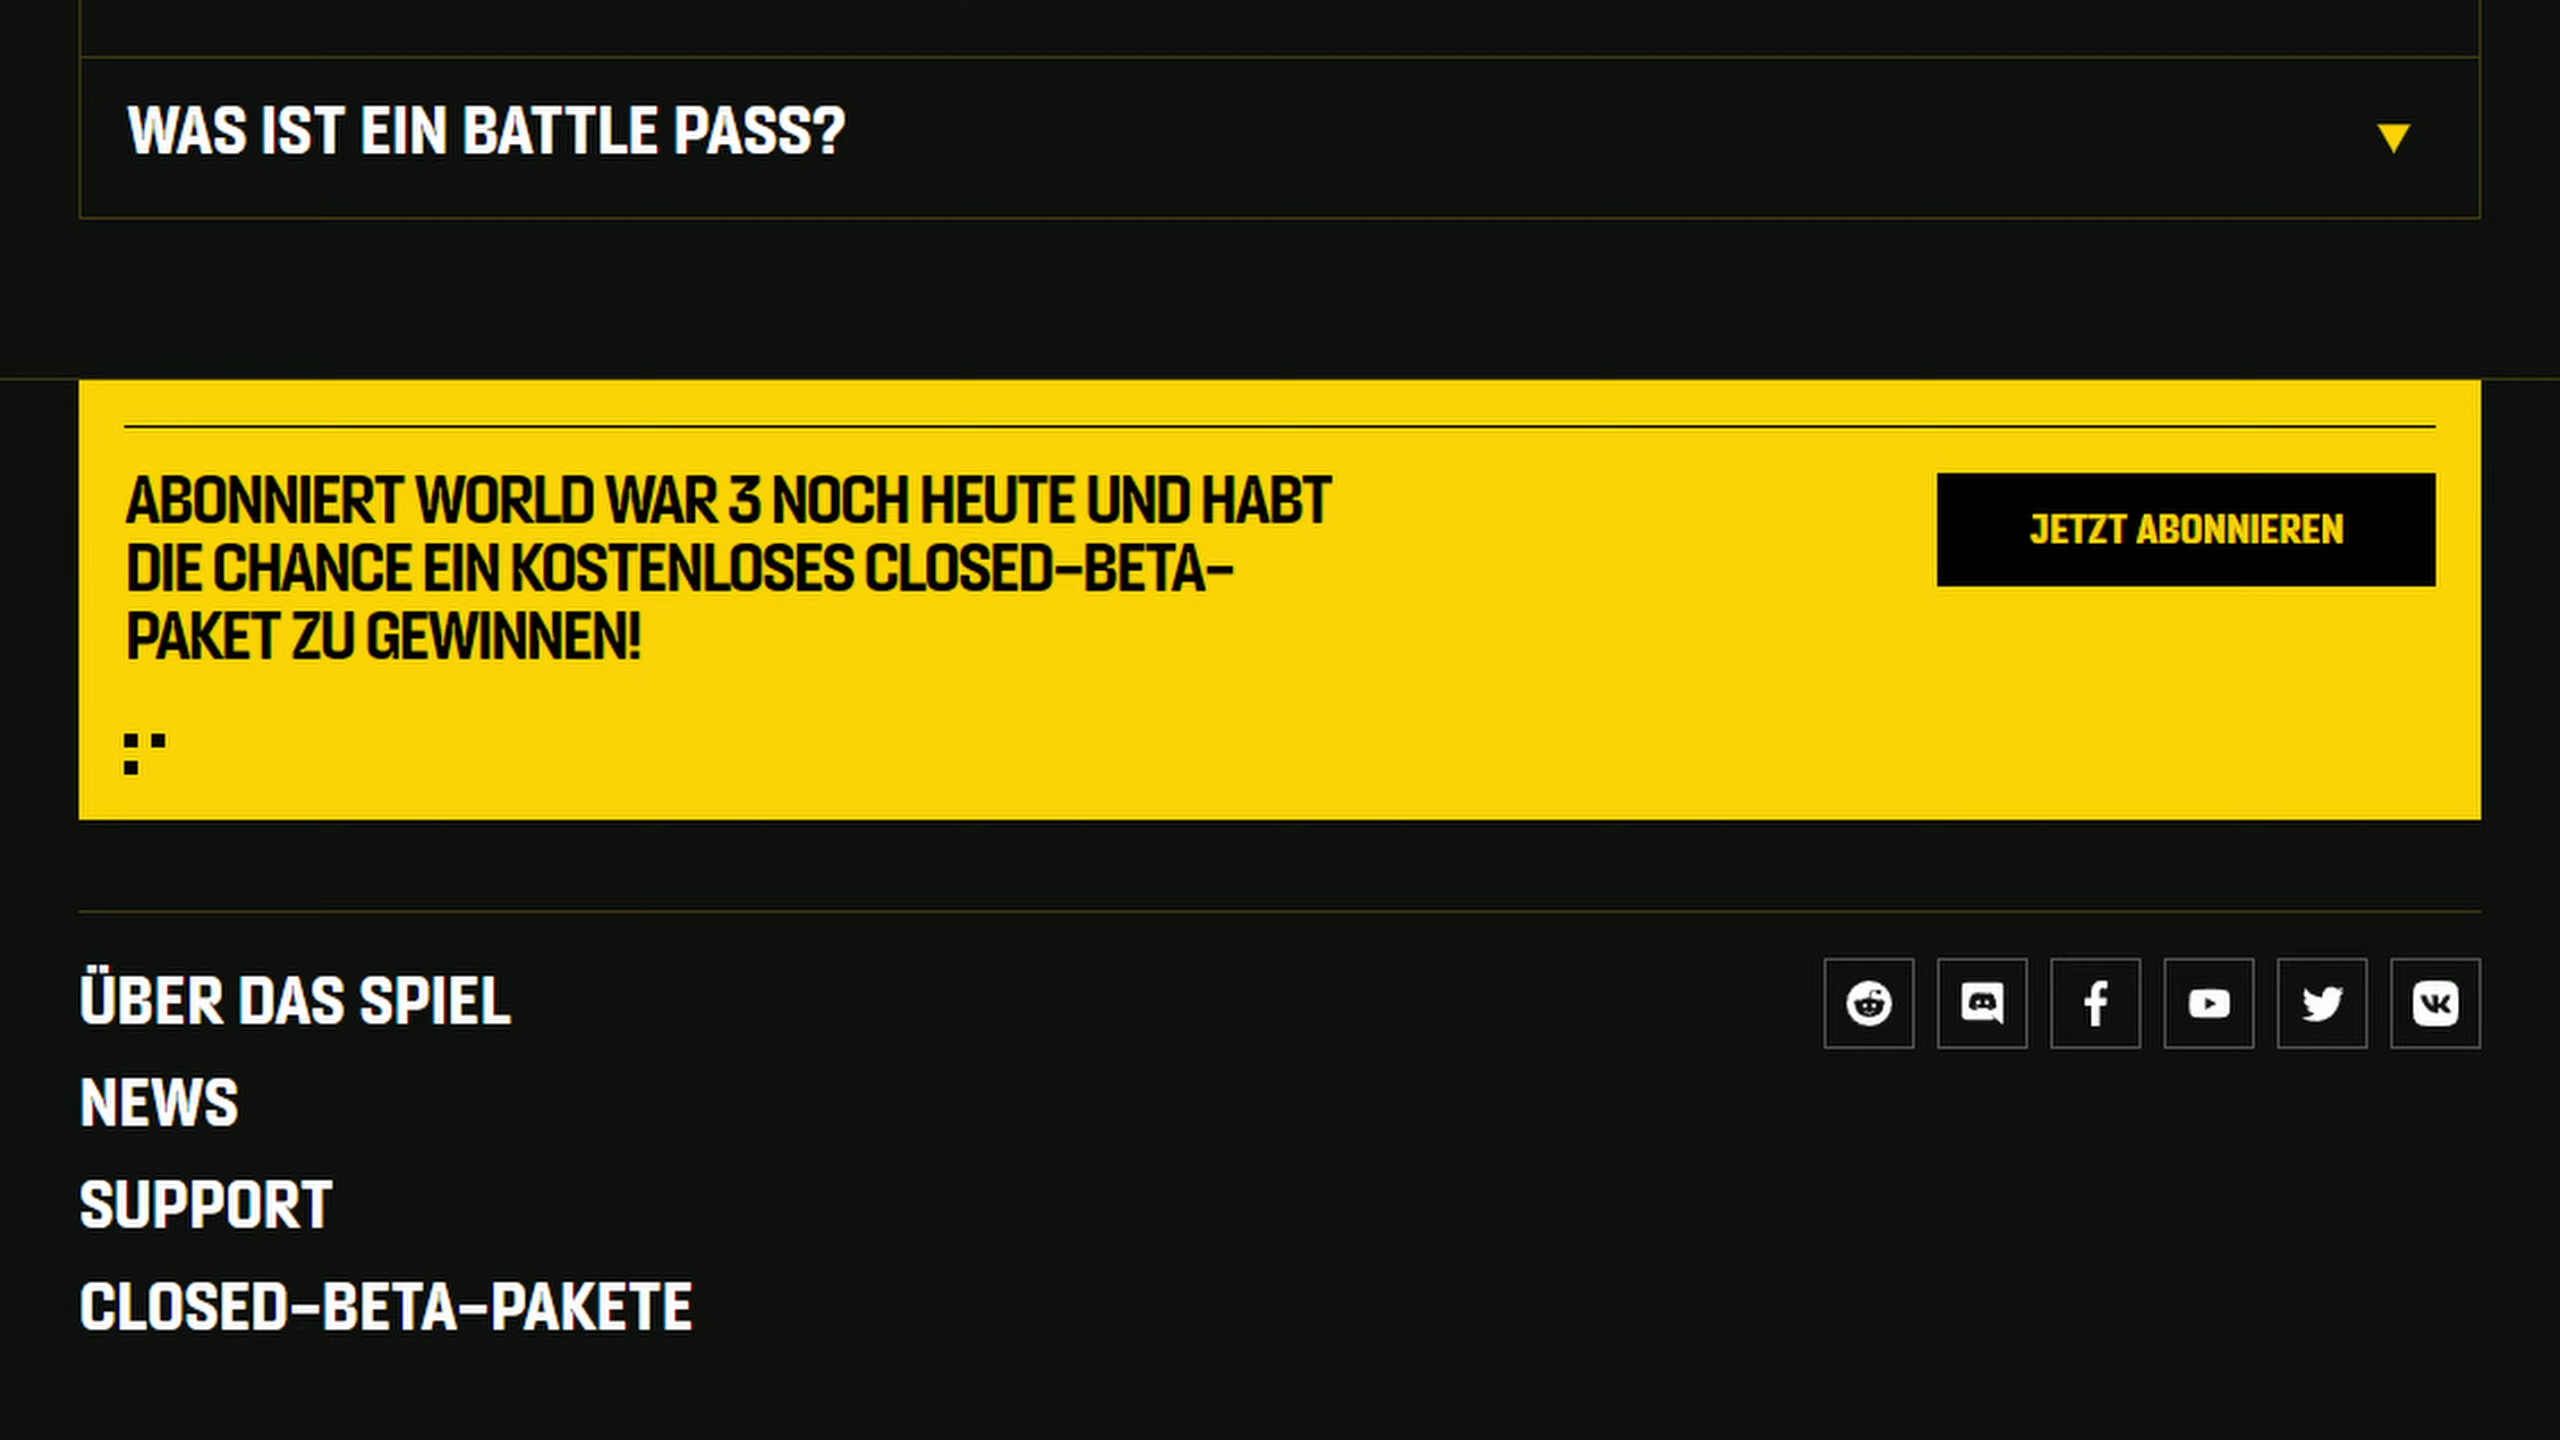 WAS IST EIN BATTLE PASS?
ABONNIERT WORLD WAR 3 NOCH HEUTE UND HABT
DIE CHANCE EIN KOSTENLOSES CLOSED-BETA-
PAKET ZU GEWINNEN!
JETZT ABONNIEREN
ÜBER DAS SPIEL
NEWS
SUPPORT
CLOSED-BETA-PAKETE